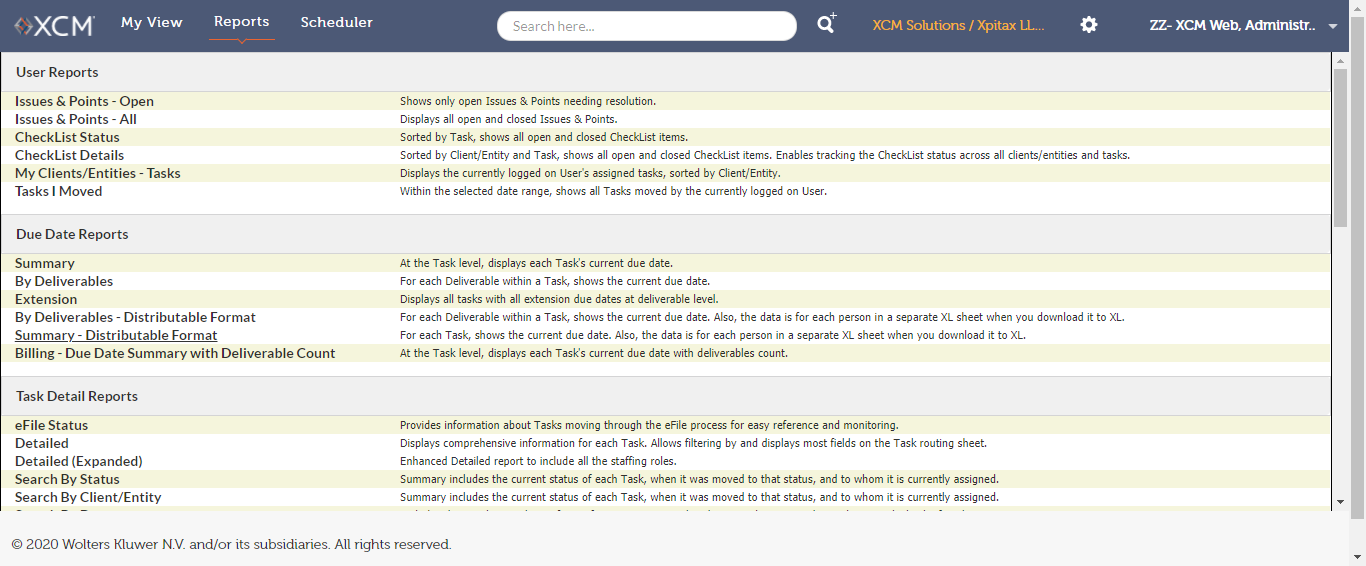 XCM My View Reports Scheduler Search here... XCM Solutions / Xpitax LL... ZZ- XCM Web, Administr..
User Reports
Issues & Points - Open Shows only open Issues & Points needing resolution.
Issues & Points - All Displays all open and closed Issues & Points.
CheckList Status Sorted by Task, shows all open and closed CheckList items.
CheckList Details Sorted by Client/Entity and Task, shows all open and closed CheckList items. Enables tracking the CheckList status across all clients/entities and tasks.
My Clients/Entities - Tasks Displays the currently logged on User's assigned tasks, sorted by Client/Entity.
Tasks I Moved Within the selected date range, shows all Tasks moved by the currently logged on User.
Due Date Reports
Summary At the Task level, displays each Task's current due date.
By Deliverables For each Deliverable within a Task, shows the current due date.
Extension Displays all tasks with all extension due dates at deliverable level.
By Deliverables - Distributable Format For each Deliverable within a Task, shows the current due date. Also, the data is for each person in a separate XL sheet when you download it to XL.
Summary - Distributable Format For each Task, shows the current due date. Also, the data is for each person in a separate XL sheet when you download it to XL.
Billing - Due Date Summary with Deliverable Count At the Task level, displays each Task's current due date with deliverables count.
Task Detail Reports
eFile Status Provides information about Tasks moving through the eFile process for easy reference and monitoring.
Detailed Displays comprehensive information for each Task. Allows filtering by and displays most fields on the Task routing sheet.
Detailed (Expanded) Enhanced Detailed report to include all the staffing roles.
Search By Status Summary includes the current status of each Task, when it was moved to that status, and to whom it is currently assigned.
Search By Client/Entity Summary includes the current status of each Task, when it was moved to that status, and to whom it is currently assigned.
© 2020 Wolters Kluwer N.V. and/or its subsidiaries. All rights reserved.